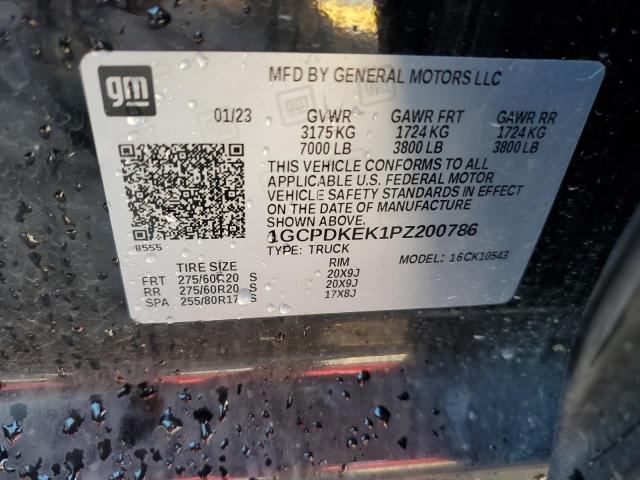 gm
MFD BY GENERAL MOTORS LLC
01/23 GVWR GAWR FRT GAWR RR
3175 KG 1724 KG 1724 KG
7000 LB 3800 LB 3800 LB
THIS VEHICLE CONFORMS TO ALL
APPLICABLE U.S. FEDERAL MOTOR
VEHICLE SAFETY STANDARDS IN EFFECT
ON THE DATE OF MANUFACTURE
SHOWN ABOVE.
8555
1GCPDKEK1PZ200786
TYPE: TRUCK MODEL: 16CK10543
TIRE SIZE RIM
FRT 275/60R20 S 20X9J
RR 275/60R20 S 20X9J
SPA 255/80R17 S 17X8J